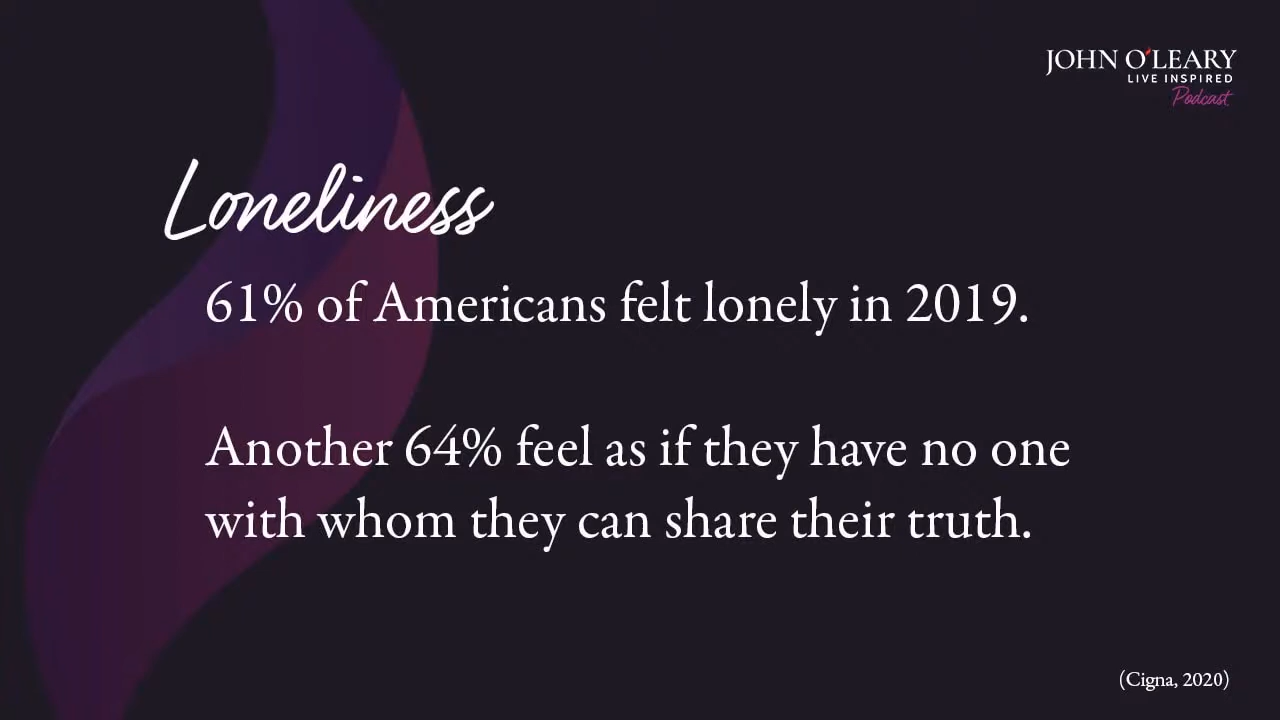 JOHN O'LEARY
LIVE INSPIRED
Podcast
Loneliness
61% of Americans felt lonely in 2019.
Another 64% feel as if they have no one
with whom they can share their truth.
(Cigna, 2020)